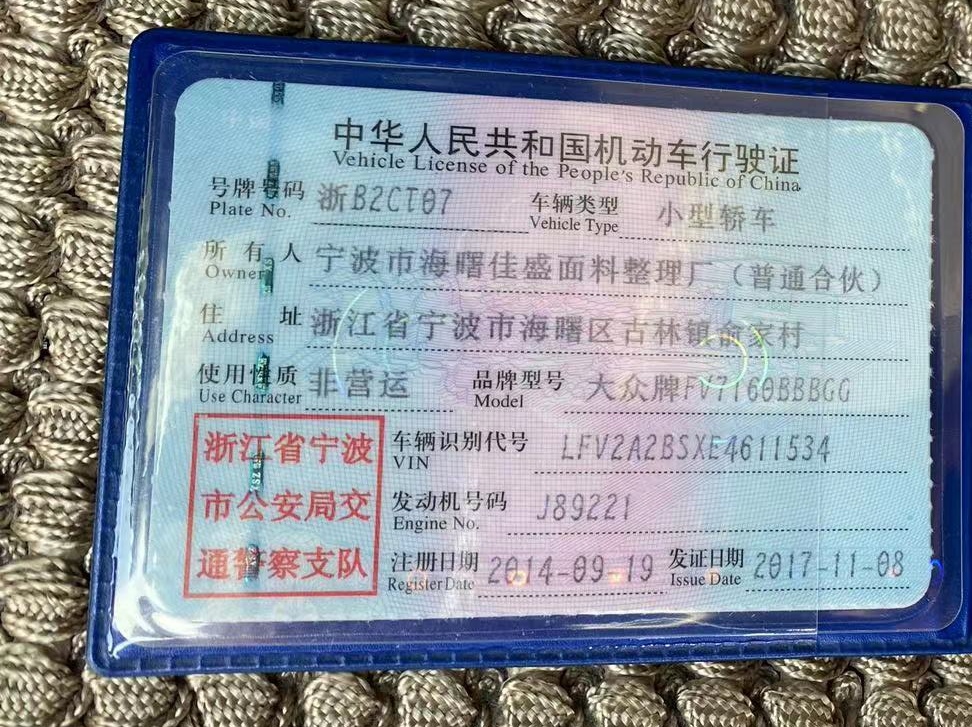 中华人民共和国机动车行驶证
Vehicle License of the People's Republic of China
号牌号码 浙B2CT07 车辆类型 小型轿车
Plate No. Vehicle Type
所有人 宁波市海曙佳盛面料整理厂（普通合伙）
Owner
住址 浙江省宁波市海曙区古林镇俞家村
Address
使用性质 非营运 品牌型号 大众牌FV7160BBBGG
Use Character Model
浙江省宁波
市公安局交
通警察支队
车辆识别代号 LFV2A2BSXE4611534
VIN
发动机号码 J89221
Engine No.
注册日期 2014-09-19 发证日期 2017-11-08
Register Date Issue Date